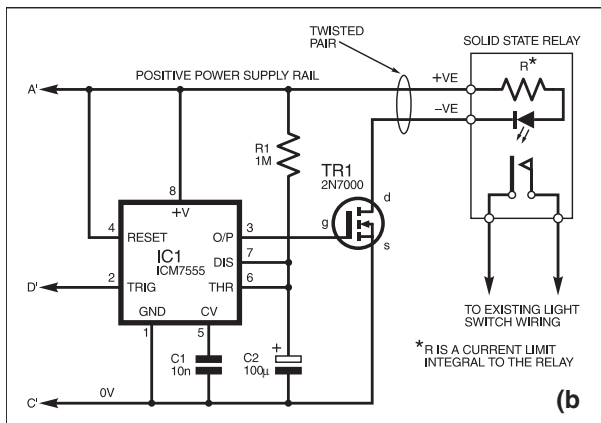 TWISTED
PAIR
SOLID STATE RELAY
R*
POSITIVE POWER SUPPLY RAIL
+VE
A'
−VE
R1
1M
TR1
2N7000
8
+V
d
4
RESET
O/P
3
g
IC1
ICM7555
DIS
7
s
D'
2
TRIG
THR
6
GND
CV
1
5
TO EXISTING LIGHT
SWITCH WIRING
+
C1
10n
C2
100µ
*R IS A CURRENT LIMIT
INTEGRAL TO THE RELAY
C'
0V
(b